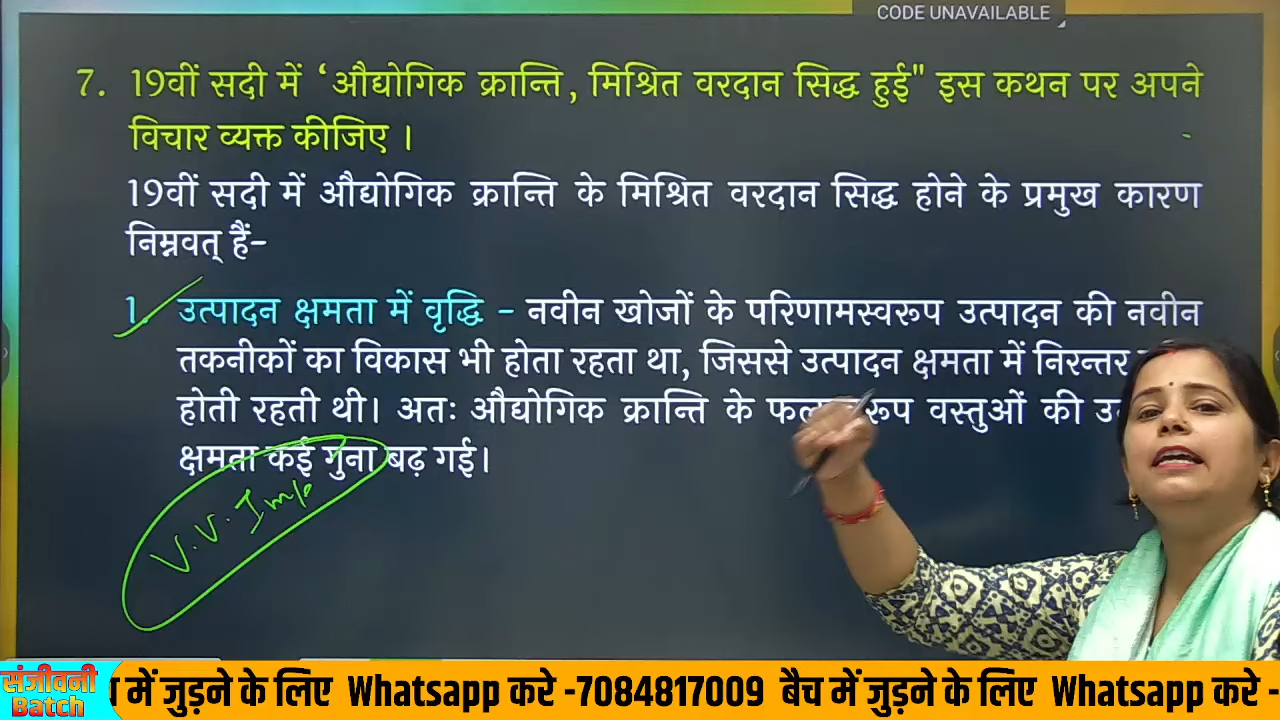 CODE UNAVAILABLE
7. 19वीं सदी में ‘औद्योगिक क्रान्ति, मिश्रित वरदान सिद्ध हुई" इस कथन पर अपने
विचार व्यक्त कीजिए ।
19वीं सदी में औद्योगिक क्रान्ति के मिश्रित वरदान सिद्ध होने के प्रमुख कारण
निम्नवत् हैं-
1. उत्पादन क्षमता में वृद्धि - नवीन खोजों के परिणामस्वरूप उत्पादन की नवीन
तकनीकों का विकास भी होता रहता था, जिससे उत्पादन क्षमता में निरन्तर
होती रहती थी। अतः औद्योगिक क्रान्ति के वस्तुओं की
क्षमता कई गुना बढ़ गई।
V.V. Imp
संजीवनी
Batch
में जुड़ने के लिए Whatsapp करे -7084817009 बैच में जुड़ने के लिए Whatsapp करे -